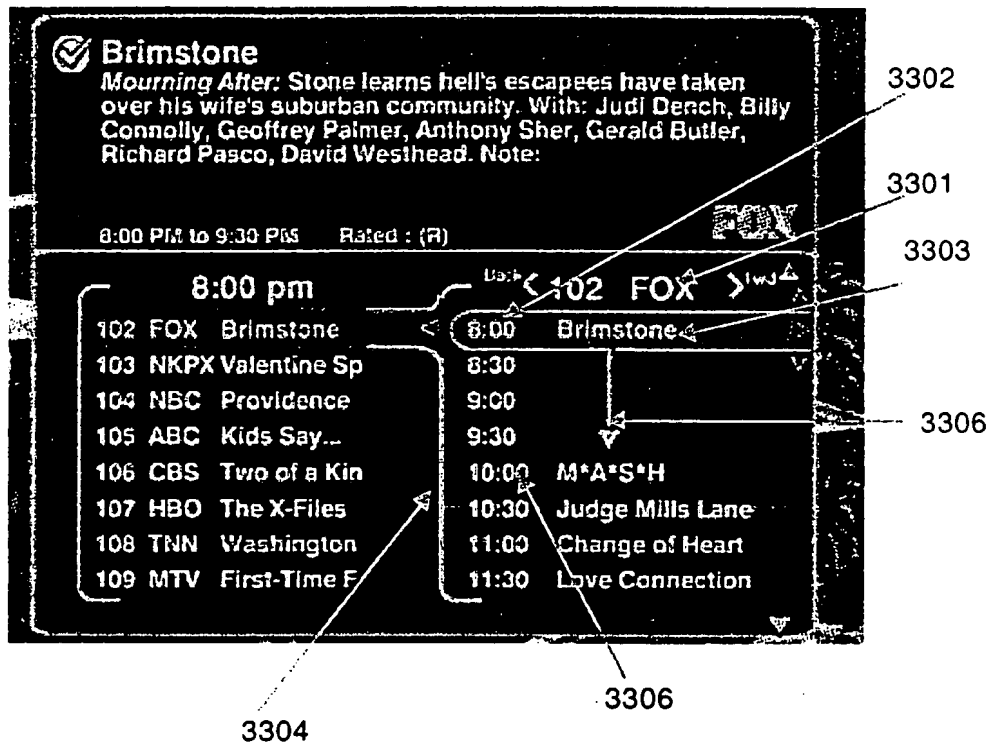 Brimstone
Mourning After: Stone learns hell's escapees have taken
over his wife's suburban community. With: Judi Dench, Billy
Connolly, Geoffrey Palmer, Anthony Sher, Gerald Butler,
Richard Pasco, David Westhead. Note:
8:00 PM to 9:30 PM Rated : (R)
FOX
8:00 pm
Back < 102 FOX > fwd
102 FOX Brimstone
103 NKPX Valentine Sp
104 NBC Providence
105 ABC Kids Say...
106 CBS Two of a Kin
107 HBO The X-Files
108 TNN Washington
109 MTV First-Time F
8:00 Brimstone
8:30
9:00
9:30
10:00 M*A*S*H
10:30 Judge Mills Lane
11:00 Change of Heart
11:30 Love Connection
3302
3301
3303
3306
3306
3304